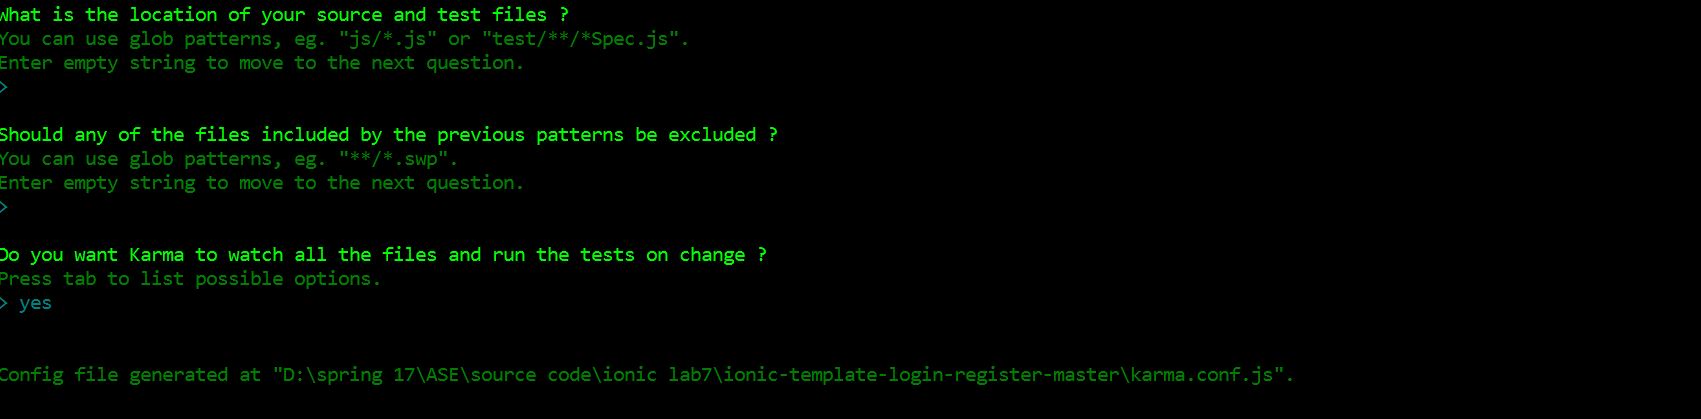 What is the location of your source and test files ?
You can use glob patterns, eg. "js/*.js" or "test/**/*Spec.js".
Enter empty string to move to the next question.
>
Should any of the files included by the previous patterns be excluded ?
You can use glob patterns, eg. "**/*.swp".
Enter empty string to move to the next question.
>
Do you want Karma to watch all the files and run the tests on change ?
Press tab to list possible options.
> yes
Config file generated at "D:\spring 17\ASE\source code\ionic lab7\ionic-template-login-register-master\karma.conf.js".